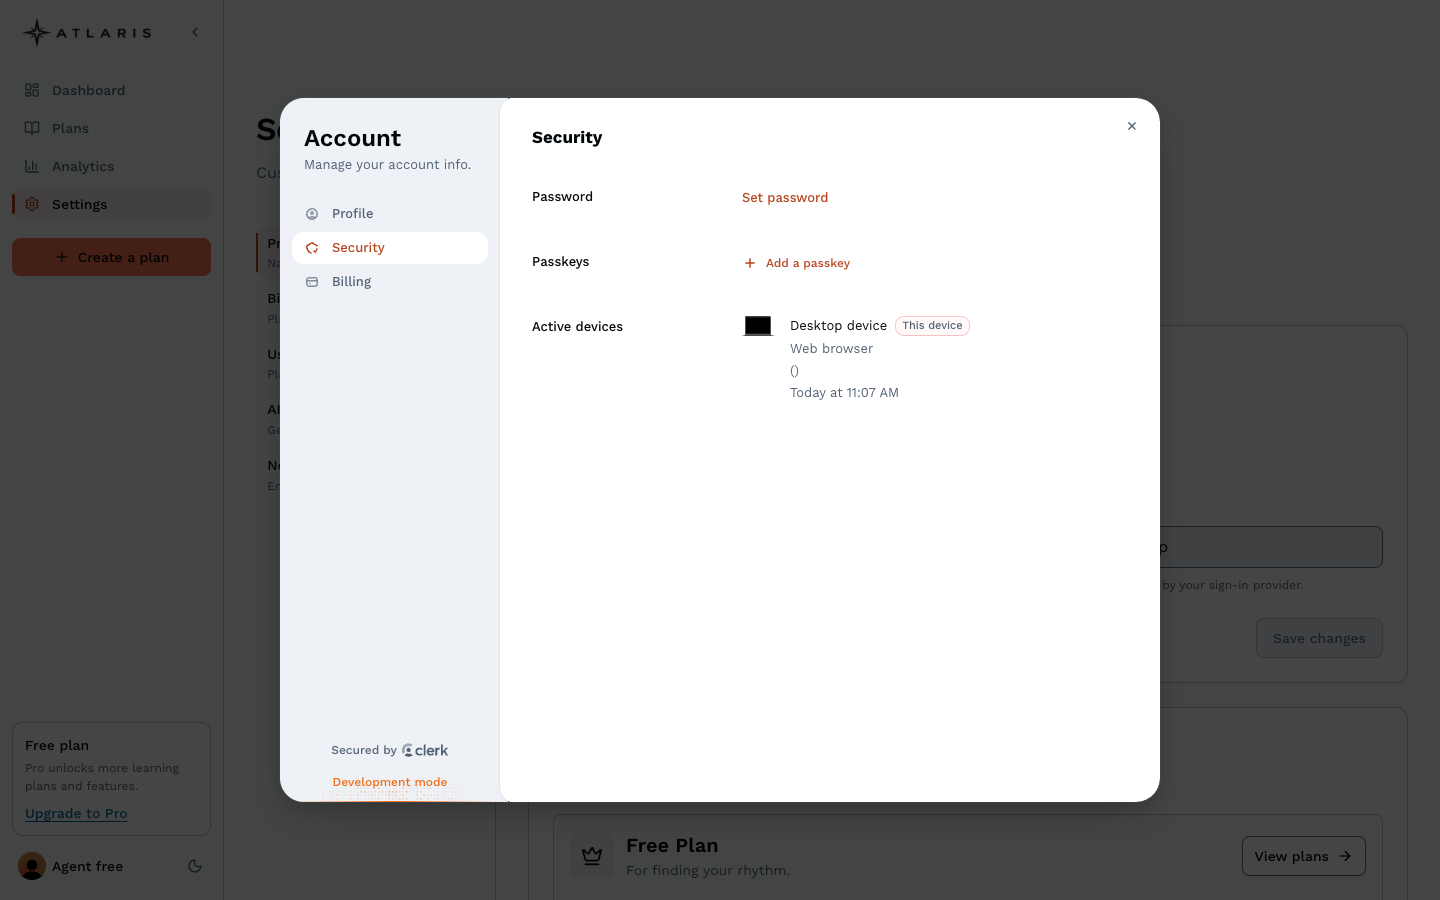 ATLARIS
Dashboard
Plans
Analytics
Settings
Create a plan
Free plan
Pro unlocks more learning
plans and features.
Upgrade to Pro
Agent free
Account
Manage your account info.
Profile
Security
Billing
Secured by clerk
Development mode
Security
Password
Set password
Passkeys
Add a passkey
Active devices
Desktop device
This device
Web browser
()
Today at 11:07 AM
by your sign-in provider.
Save changes
Free Plan
For finding your rhythm.
View plans